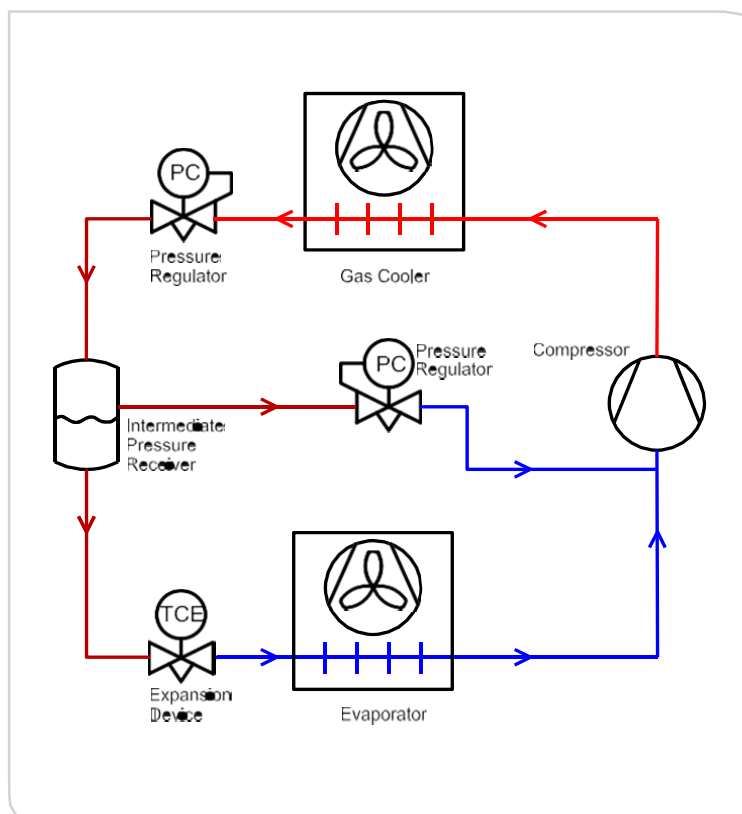 PC
Pressure
Regulator
Gas Cooler
PC
Pressure
Regulator
Compressor
Intermediate
Pressure
Receiver
TCE
Expansion
Device
Evaporator